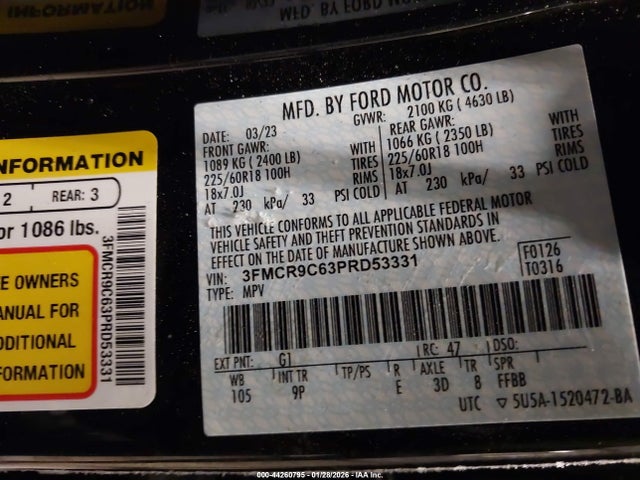 INFORMATION
MFD. BY FORD
NFORMATION
2 REAR: 3
or 1086 lbs.
E OWNERS
ANUAL FOR
DDITIONAL
FORMATION
3FMCR9C63PRD53331
MFD. BY FORD MOTOR CO.
DATE: 03/23 GVWR: 2100 KG ( 4630 LB)
FRONT GAWR: REAR GAWR:
1089 KG (2400 LB) WITH 1066 KG (2350 LB) WITH
225/60R18 100H TIRES 225/60R18 100H TIRES
18x7.0J RIMS 18x7.0J RIMS
AT 230 kPa/ 33 PSI COLD AT 230 kPa/ 33 PSI COLD
THIS VEHICLE CONFORMS TO ALL APPLICABLE FEDERAL MOTOR
VEHICLE SAFETY AND THEFT PREVENTION STANDARDS IN
EFFECT ON THE DATE OF MANUFACTURE SHOWN ABOVE.
VIN: 3FMCR9C63PRD53331 F0126
TYPE: MPV T0316
EXT PNT: G1 RC: 47 DSO:
WB INT TR TP/PS R AXLE TR SPR
105 9P E 3D 8 FFBB
UTC ▽ 5U5A-1520472-BA
000-44260795 - 01/28/2026 - IAA Inc.